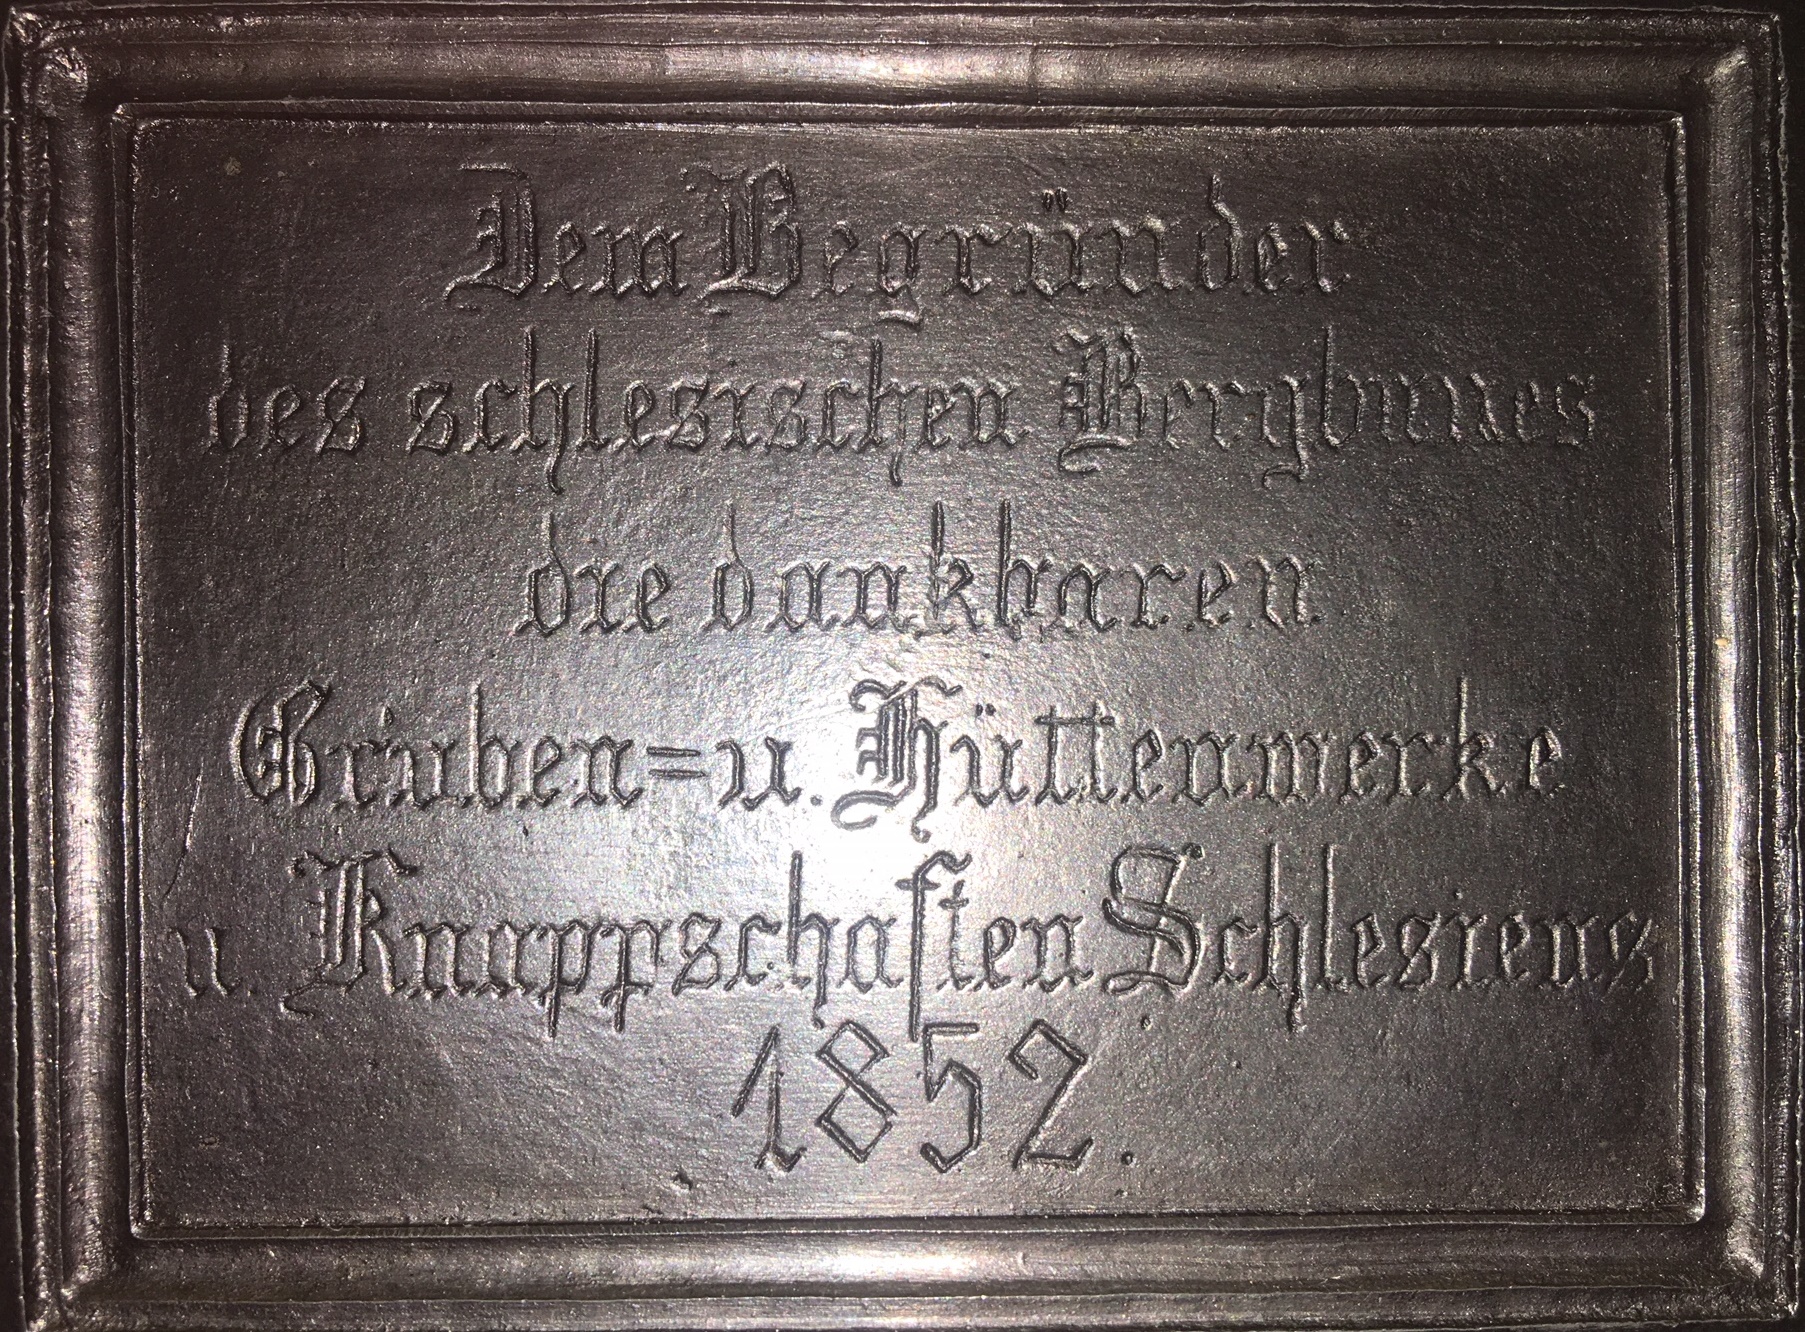 Dem Begründer
des schlesischen Bergbaues
die dankbaren
Gruben=u. Hüttenwerke
u. Knappschaften Schlesiens
1852.